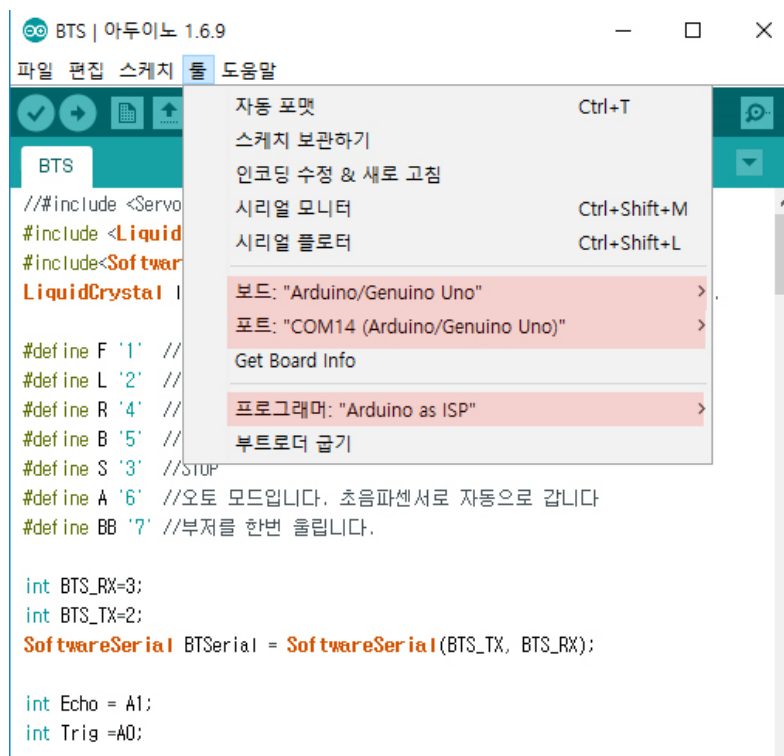 BTS | 아두이노 1.6.9
파일 편집 스케치 툴 도움말
자동 포맷 Ctrl+T
스케치 보관하기
인코딩 수정 & 새로 고침
시리얼 모니터 Ctrl+Shift+M
시리얼 플로터 Ctrl+Shift+L
보드: "Arduino/Genuino Uno"
포트: "COM14 (Arduino/Genuino Uno)"
Get Board Info
프로그래머: "Arduino as ISP"
부트로더 굽기
BTS
//#include <Servo
#include <Liquid
#include<Softwar
LiquidCrystal
#define F '1' //
#define L '2' //
#define R '4' //
#define B '5' //
#define S '3' //STOP
#define A '6' //오토 모드입니다. 초음파센서로 자동으로 갑니다
#define BB '7' //부저를 한번 울립니다.
int BTS_RX=3;
int BTS_TX=2;
SoftwareSerial BTSerial = SoftwareSerial(BTS_TX, BTS_RX);
int Echo = A1;
int Trig =A0;